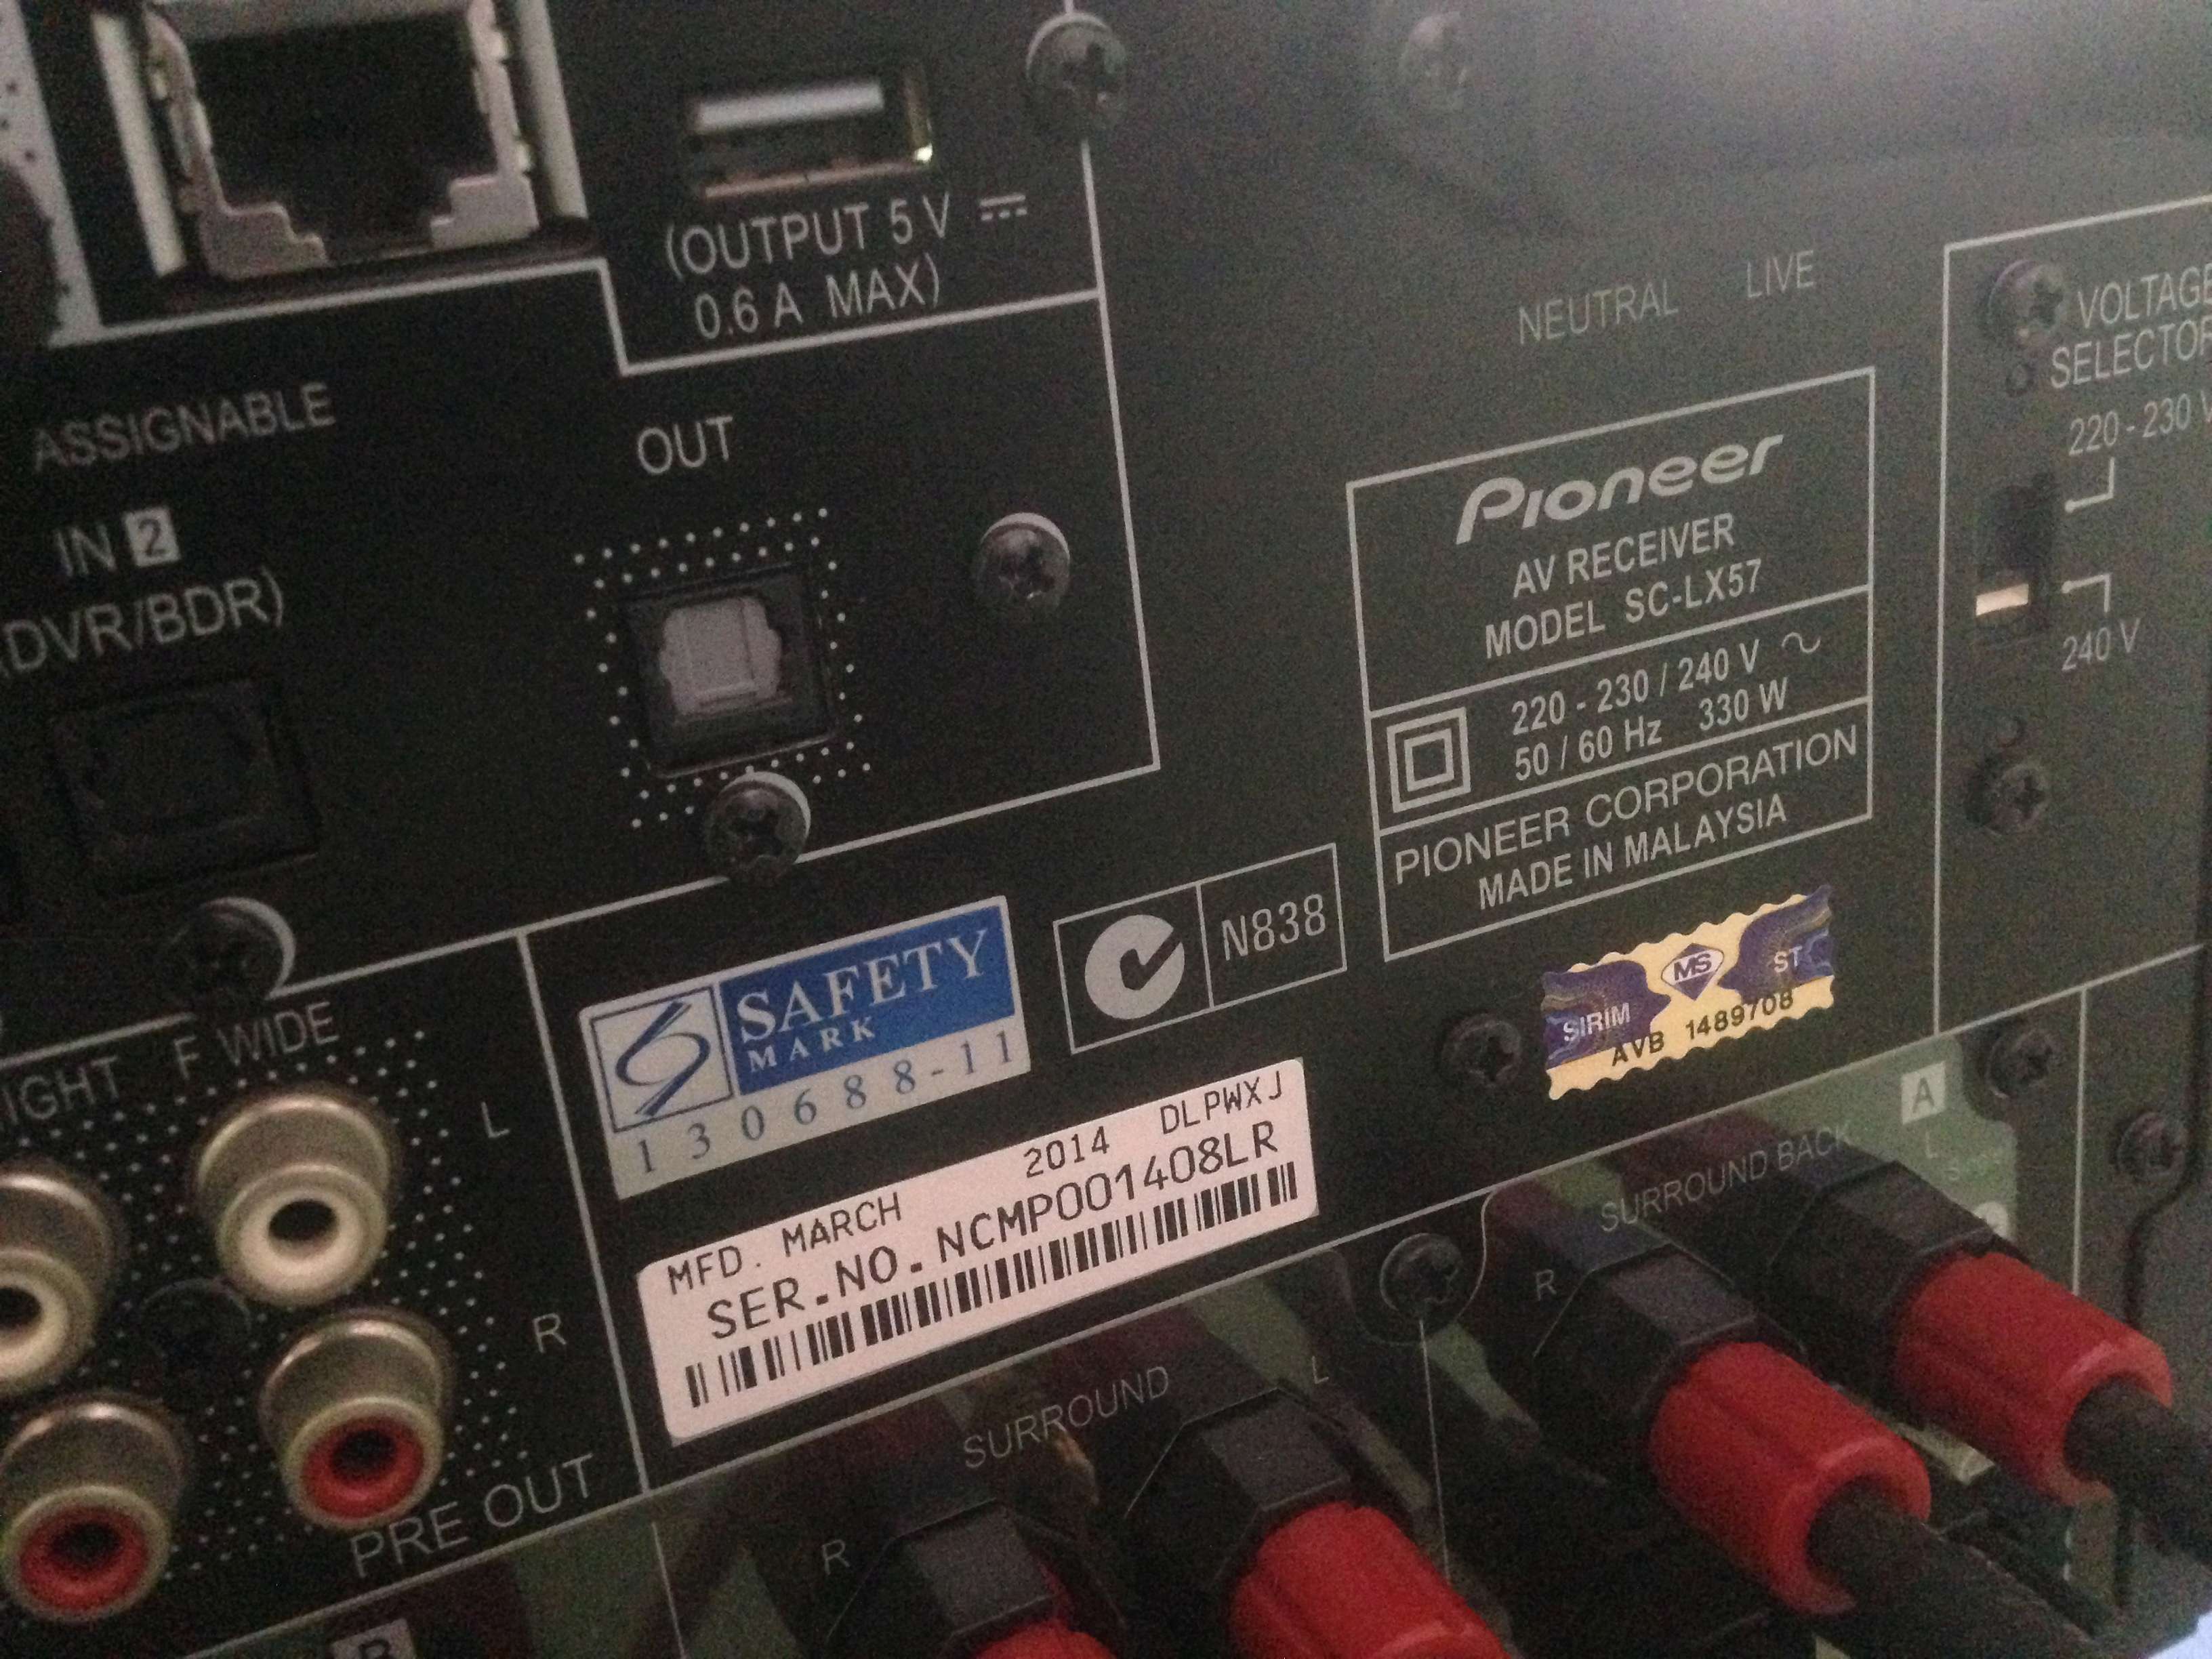 (OUTPUT 5 V
0.6 A MAX)
ASSIGNABLE
OUT
IN 2
DVR/BDR)
NEUTRAL LIVE
VOLTAGE
SELECTOR
220 - 230 V
240 V
Pioneer
AV RECEIVER
MODEL SC-LX57
220 - 230 / 240 V ~
50 / 60 Hz 330 W
PIONEER CORPORATION
MADE IN MALAYSIA
N838
SAFETY
MARK
130688-11
MS
SIRIM ST
AVB 1489708
MFD. MARCH 2014 DLPWXJ
SER.NO.NCMP001408LR
IGHT F WIDE
L
R
PRE OUT
SURROUND
L
R
SURROUND BACK
A
L
R
B